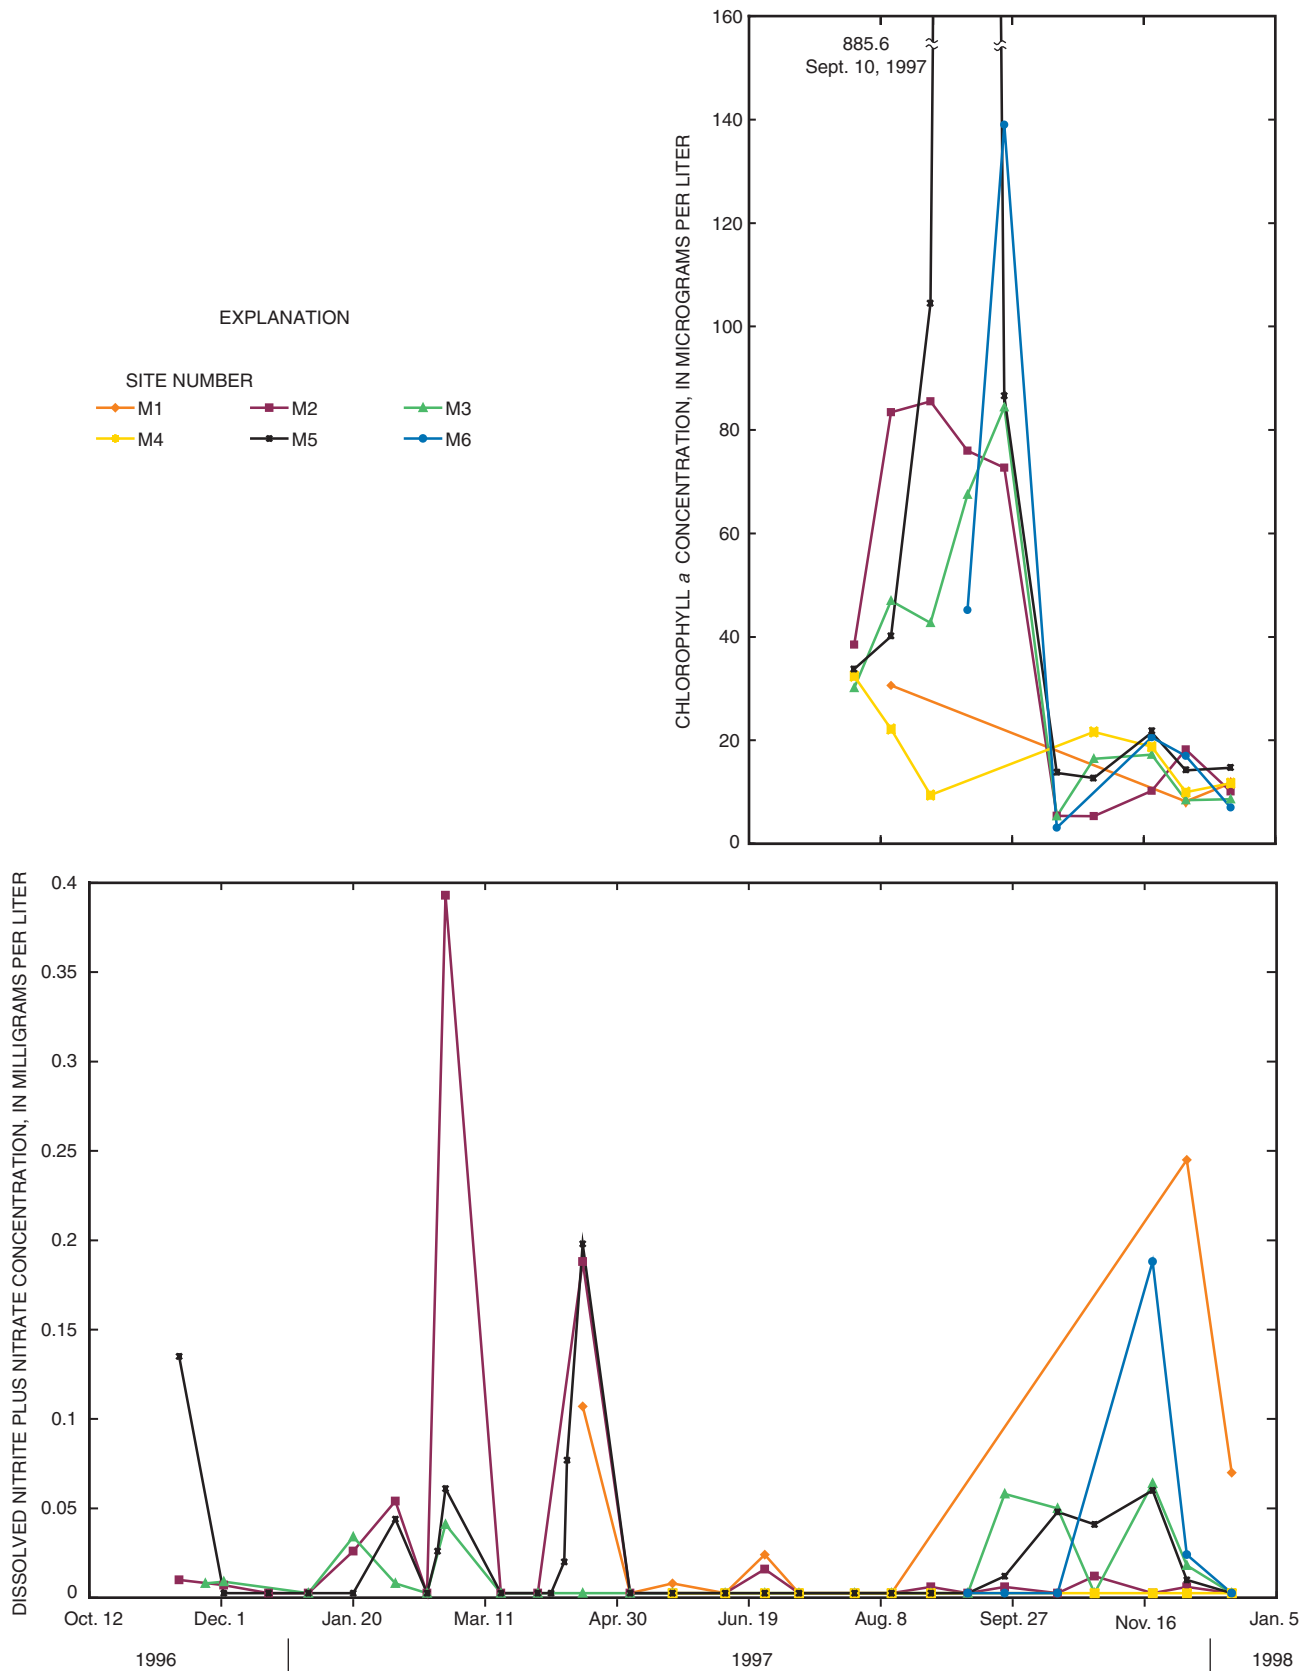 160
885.6
Sept. 10, 1997
140
120
100
80
60
40
20
0
CHLOROPHYLL a CONCENTRATION, IN MICROGRAMS PER LITER
EXPLANATION
SITE NUMBER
M1 M2 M3
M4 M5 M6
DISSOLVED NITRITE PLUS NITRATE CONCENTRATION, IN MILLIGRAMS PER LITER
0.4
0.35
0.3
0.25
0.2
0.15
0.1
0.05
0
Oct. 12 Dec. 1 Jan. 20 Mar. 11 Apr. 30 Jun. 19 Aug. 8 Sept. 27 Nov. 16 Jan. 5
1996 1997 1998